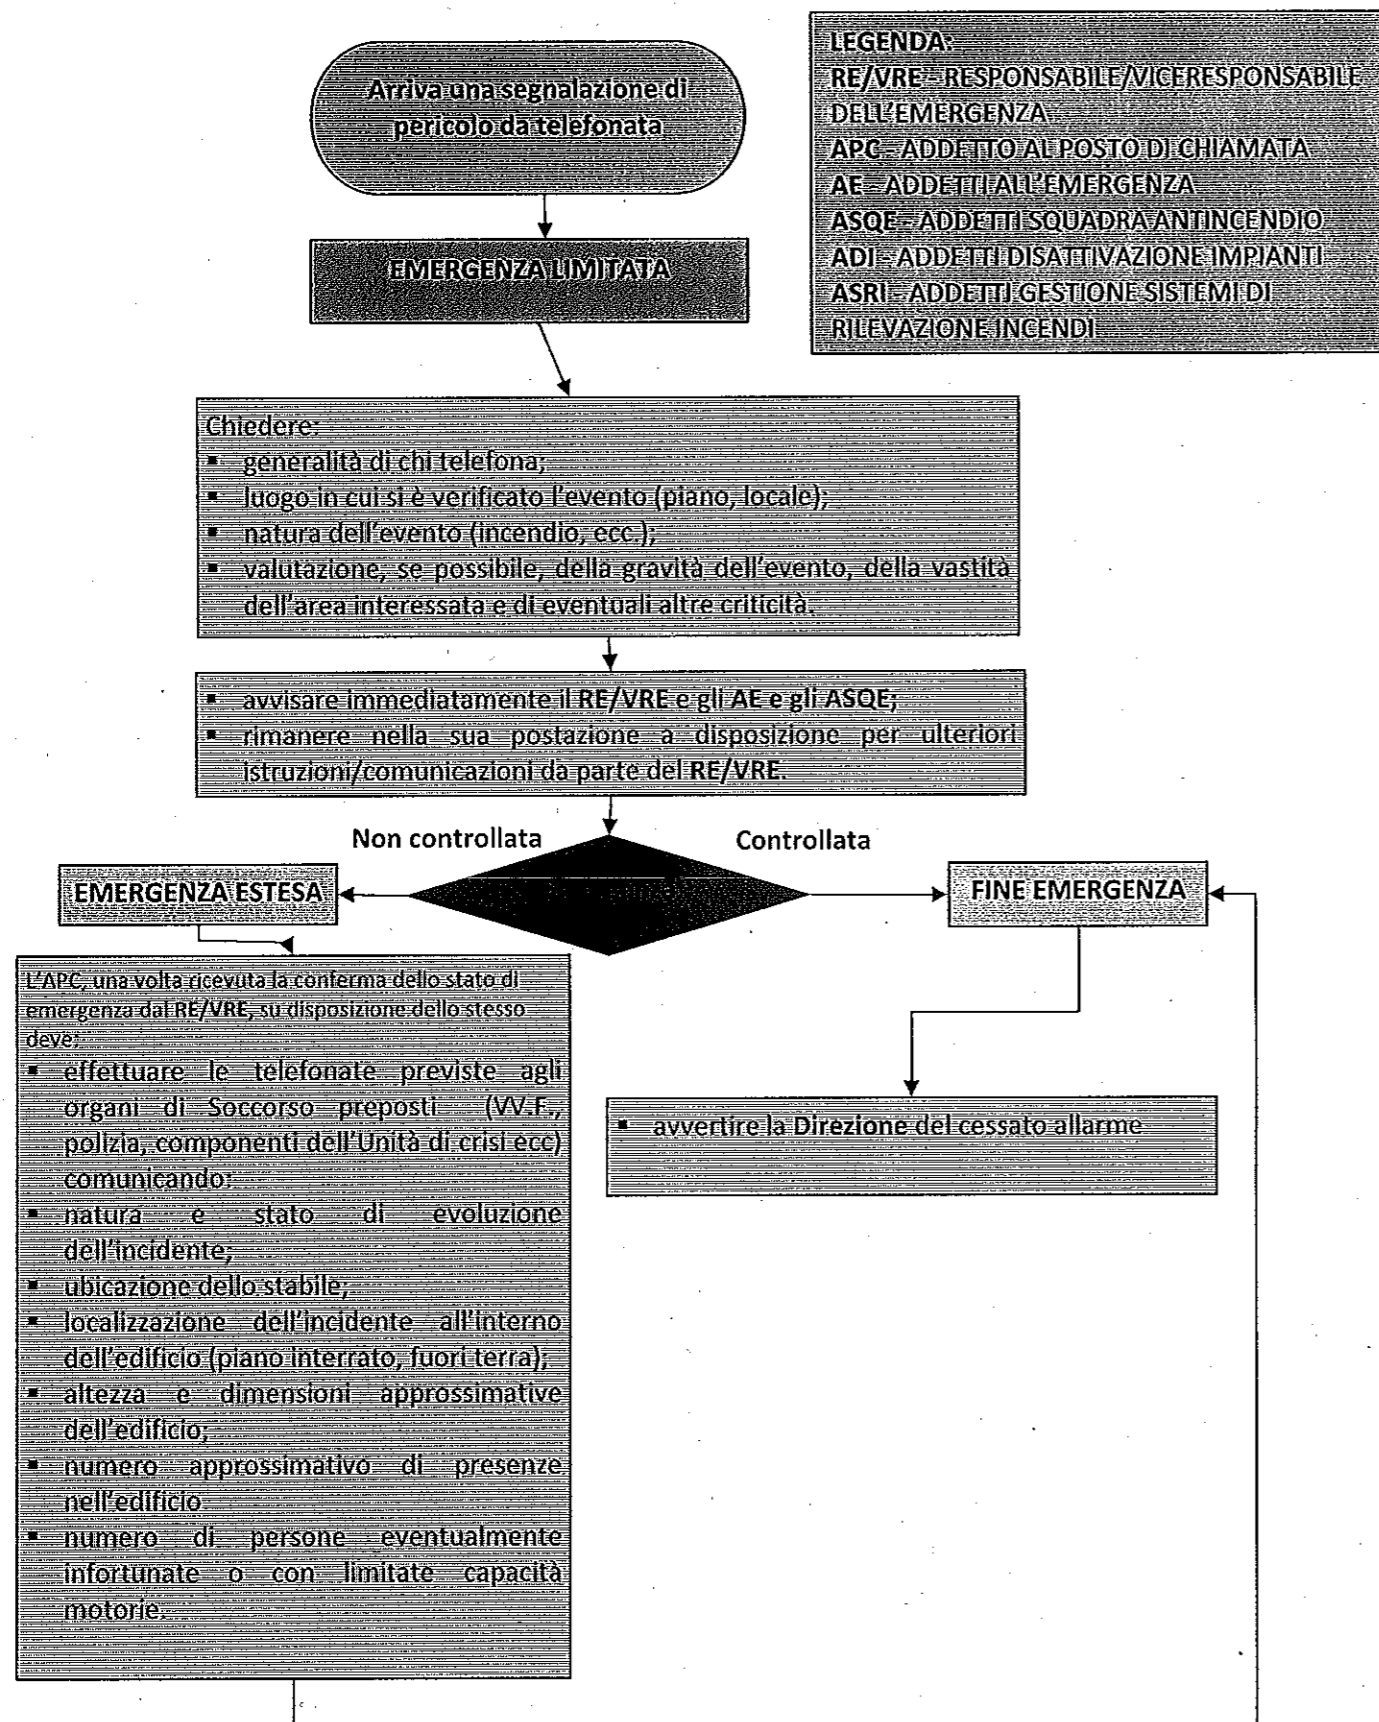 Arriva una segnalazione di
pericolo da telefonata
LEGENDA:
RE/VRE - RESPONSABILE/VICERESPONSABILE
DELL'EMERGENZA
APC - ADDETTO AL POSTO DI CHIAMATA
AE - ADDETTI ALL'EMERGENZA
ASQE - ADDETTI SQUADRA ANTINCENDIO
ADI - ADDETTI DISATTIVAZIONE IMPIANTI
ASRI - ADDETTI GESTIONE SISTEMI DI
RILEVAZIONE INCENDI
EMERGENZA LIMITATA
Chiedere:
▪ generalità di chi telefona;
▪ luogo in cui si è verificato l'evento (piano, locale);
▪ natura dell'evento (incendio, ecc.);
▪ valutazione, se possibile, della gravità dell'evento, della vastità
dell'area interessata e di eventuali altre criticità.
▪ avvisare immediatamente il RE/VRE e gli AE e gli ASQE;
▪ rimanere nella sua postazione a disposizione per ulteriori
istruzioni/comunicazioni da parte del RE/VRE.
Non controllata
Controllata
EMERGENZA ESTESA
FINE EMERGENZA
L'APC, una volta ricevuta la conferma dello stato di
emergenza dal RE/VRE, su disposizione dello stesso
deve:
▪ effettuare le telefonate previste agli
organi di Soccorso preposti (VV.F.,
polizia, componenti dell'Unità di crisi ecc)
comunicando:
▪ natura e stato di evoluzione
dell'incidente;
▪ ubicazione dello stabile;
▪ localizzazione dell'incidente all'interno
dell'edificio (piano interrato, fuori terra);
▪ altezza e dimensioni approssimative
dell'edificio;
▪ numero approssimativo di presenze
nell'edificio.
▪ numero di persone eventualmente
infortunate o con limitate capacità
motorie.
▪ avvertire la Direzione del cessato allarme